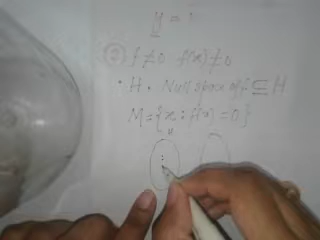 y = 
f ≠ 0 f(x) ≠ 0
• H. Null space of f ⊆ H
M = {x : f(x) = 0}